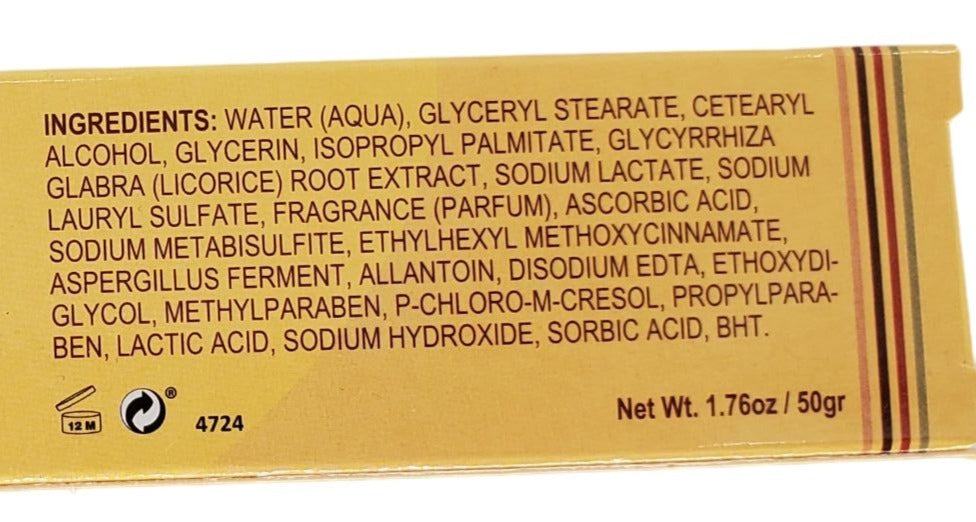 INGREDIENTS: WATER (AQUA), GLYCERYL STEARATE, CETEARYL
ALCOHOL, GLYCERIN, ISOPROPYL PALMITATE, GLYCYRRHIZA
GLABRA (LICORICE) ROOT EXTRACT, SODIUM LACTATE, SODIUM
LAURYL SULFATE, FRAGRANCE (PARFUM), ASCORBIC ACID,
SODIUM METABISULFITE, ETHYLHEXYL METHOXYCINNAMATE,
ASPERGILLUS FERMENT, ALLANTOIN, DISODIUM EDTA, ETHOXYDI-
GLYCOL, METHYLPARABEN, P-CHLORO-M-CRESOL, PROPYLPARA-
BEN, LACTIC ACID, SODIUM HYDROXIDE, SORBIC ACID, BHT.
12 M
®
4724
Net Wt. 1.76oz / 50gr